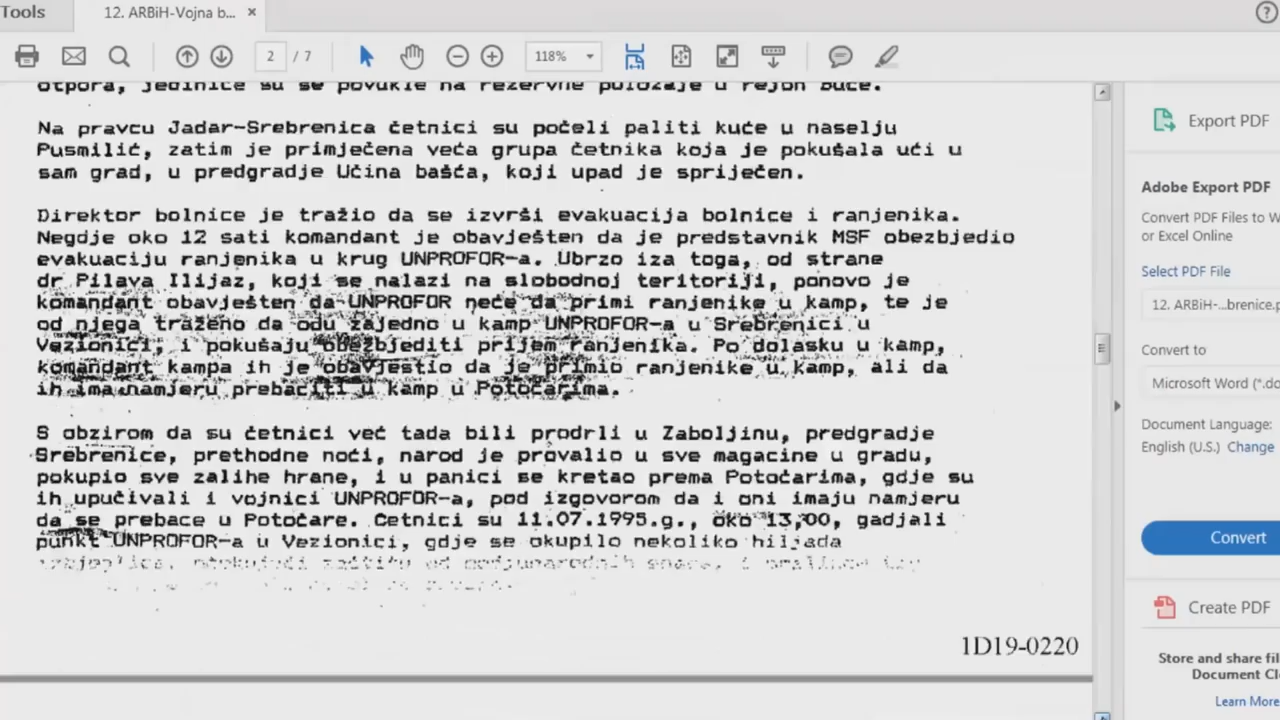 Tools
12. ARBiH-Vojna b... ×
2 / 7
118%
otpora, jedinice su se povukle na rezervne položaje u rejon Buće.
Na pravcu Jadar-Srebrenica četnici su počeli paliti kuće u naselju
Pusmilić, zatim je primječena veća grupa četnika koja je pokušala ući u
sam grad, u predgradje Učina bašća, koji upad je spriječen.
Direktor bolnice je tražio da se izvrši evakuacija bolnice i ranjenika.
Negdje oko 12 sati komandant je obavješten da je predstavnik MSF obezbjedio
evakuaciju ranjenika u krug UNPROFOR-a. Ubrzo iza toga, od strane
dr Pilava Ilijaz, koji se nalazi na slobodnoj teritoriji, ponovo je
komandant obavješten da UNPROFOR neće da primi ranjenike u kamp, te je
od njega traženo da odu zajedno u kamp UNPROFOR-a u Srebrenici u
Vezionici, i pokušaju obezbjediti prijem ranjenika. Po dolasku u kamp,
komandant kampa ih je obavjestio da je primio ranjenike u kamp, ali da
ih ima namjeru prebaciti u kamp u Potočarima.
S obzirom da su četnici već tada bili prodrli u Zaboljinu, predgradje
Srebrenice, prethodne noći, narod je provalio u sve magacine u gradu,
pokupio sve zalihe hrane, i u panici se kretao prema Potočarima, gdje su
ih upučivali i vojnici UNPROFOR-a, pod izgovorom da i oni imaju namjeru
da se prebace u Potočare. Četnici su 11.07.1995.g., oko 13,00, gadjali
punkt UNPROFOR-a u Vezionici, gdje se okupilo nekoliko hiljada
1D19-0220
Export PDF
Adobe Export PDF
Convert PDF Files to W
or Excel Online
Select PDF File
12. ARBiH-...brenice.p
Convert to
Microsoft Word (*.do
Document Language:
English (U.S.) Change
Convert
Create PDF
Store and share fil
Document Cl
Learn More